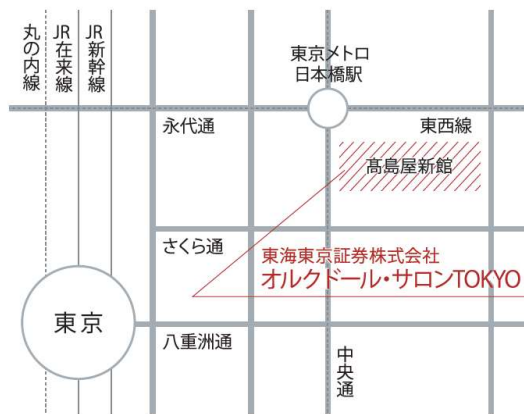 丸の内線
JR在来線
JR新幹線
東京メトロ
日本橋駅
永代通
東西線
髙島屋新館
さくら通
東海東京証券株式会社
オルクドール・サロンTOKYO
東京
八重洲通
中央通